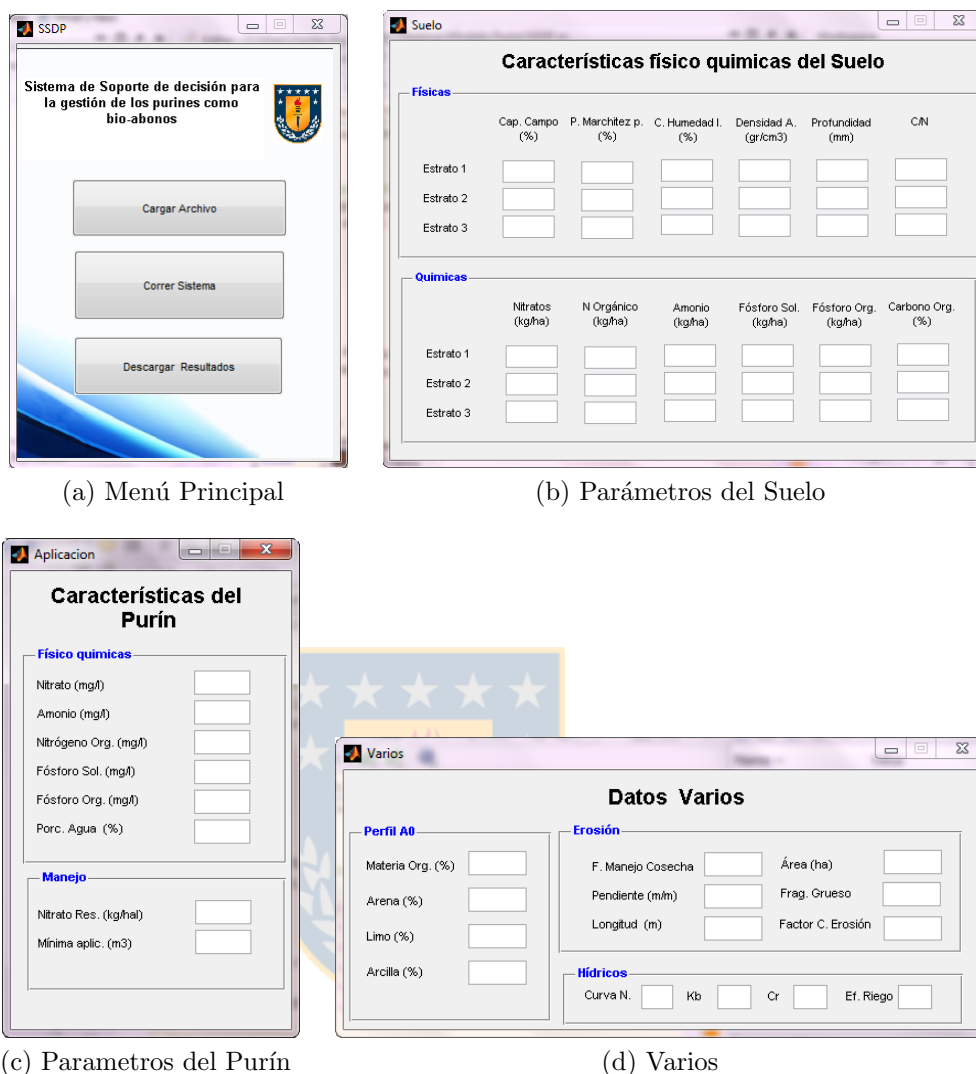 SSDP
Sistema de Soporte de decisión para
la gestión de los purines como
bio-abonos
Cargar Archivo
Correr Sistema
Descargar Resultados
(a) Menú Principal
Suelo
Características físico quimicas del Suelo
Físicas
Cap. Campo (%) P. Marchitez p. (%) C. Humedad I. (%) Densidad A. (gr/cm3) Profundidad (mm) C/N
Estrato 1
Estrato 2
Estrato 3
Quimicas
Nitratos (kg/ha) N Orgánico (kg/ha) Amonio (kg/ha) Fósforo Sol. (kg/ha) Fósforo Org. (kg/ha) Carbono Org. (%)
Estrato 1
Estrato 2
Estrato 3
(b) Parámetros del Suelo
Aplicacion
Características del
Purín
Físico quimicas
Nitrato (mg/l)
Amonio (mg/l)
Nitrógeno Org. (mg/l)
Fósforo Sol. (mg/l)
Fósforo Org. (mg/l)
Porc. Agua (%)
Manejo
Nitrato Res. (kg/hal)
Mínima aplic. (m3)
(c) Parametros del Purín
Varios
Datos Varios
Perfil A0
Materia Org. (%)
Arena (%)
Limo (%)
Arcilla (%)
Erosión
F. Manejo Cosecha Área (ha)
Pendiente (m/m) Frag. Grueso
Longitud (m) Factor C. Erosión
Hídricos
Curva N. Kb Cr Ef. Riego
(d) Varios